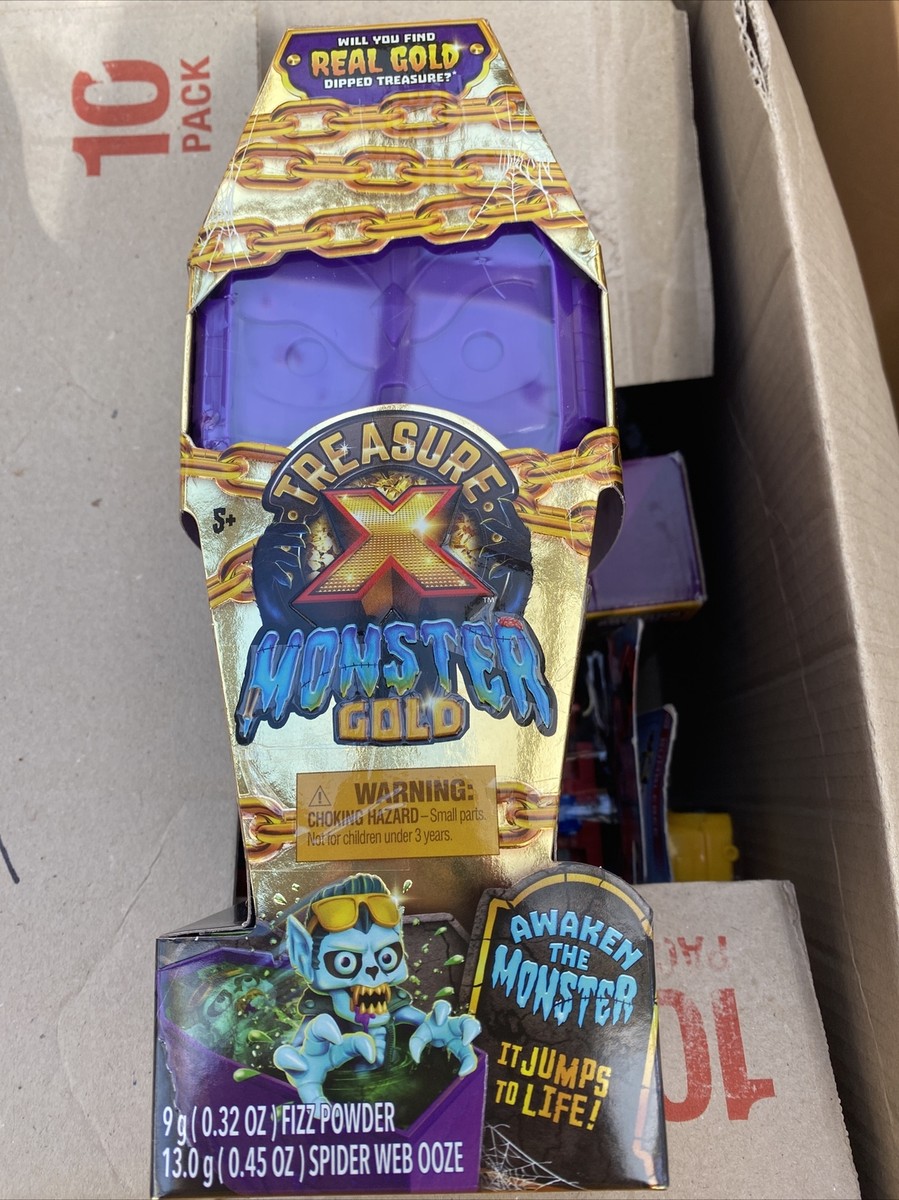 10
PACK
WILL YOU FIND
REAL GOLD
DIPPED TREASURE?*
5+
TREASURE
X
TM
MONSTER
GOLD
WARNING:
CHOKING HAZARD – Small parts.
Not for children under 3 years.
AWAKEN
THE
MONSTER
IT JUMPS
TO LIFE!
9 g ( 0.32 OZ ) FIZZ POWDER
13.0 g ( 0.45 OZ ) SPIDER WEB OOZE
PAC
10